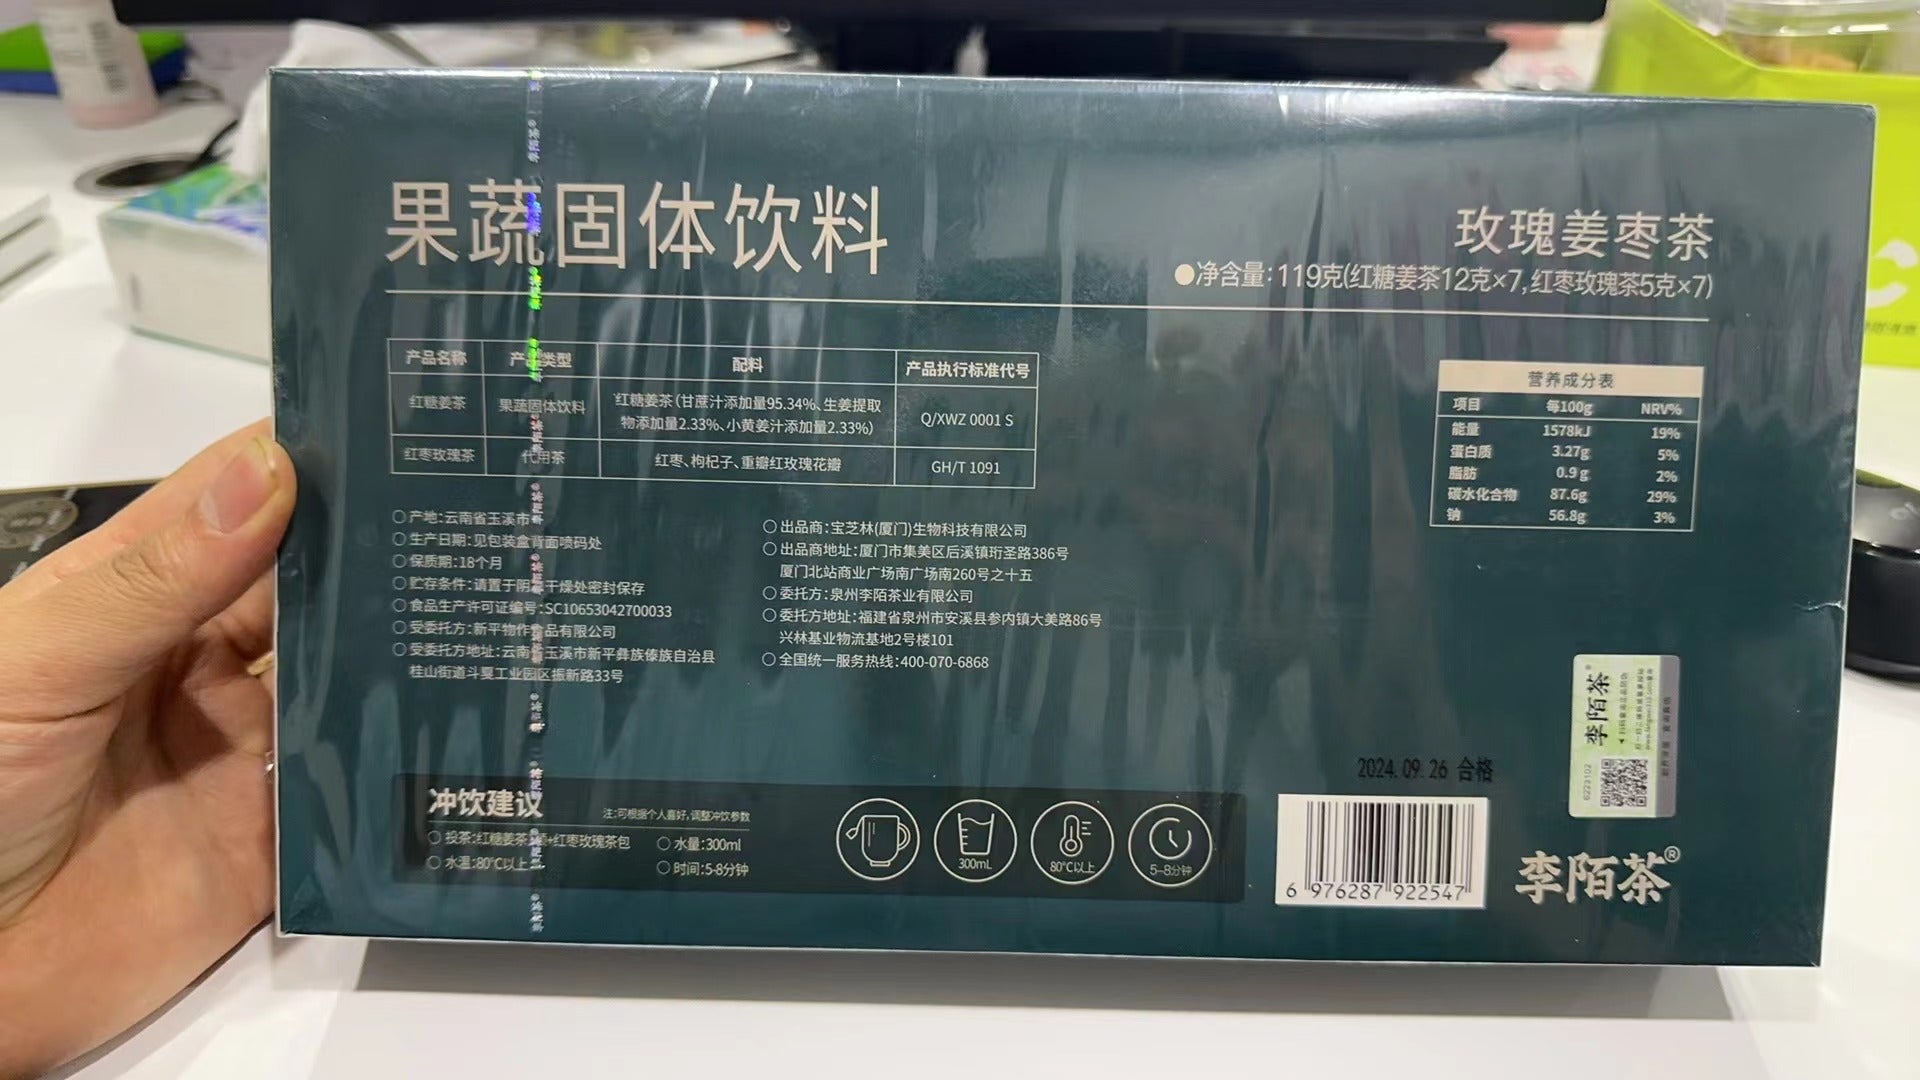 果蔬固体饮料
玫瑰姜枣茶
净含量:119克(红糖姜茶12克×7,红枣玫瑰茶5克×7)
产品名称 产品类型 配料 产品执行标准代号
红糖姜茶 果蔬固体饮料 红糖姜茶(甘蔗汁添加量95.34%、生姜提取
物添加量2.33%、小黄姜汁添加量2.33%) Q/XWZ 0001 S
红枣玫瑰茶 代用茶 红枣、枸杞子、重瓣红玫瑰花瓣 GH/T 1091
营养成分表
项目 每100g NRV%
能量 1578kJ 19%
蛋白质 3.27g 5%
脂肪 0.9g 2%
碳水化合物 87.6g 29%
钠 56.8g 3%
产地:云南省玉溪市
生产日期:见包装盒背面喷码处
保质期:18个月
贮存条件:请置于阴 干燥处密封保存
食品生产许可证编号:SC10653042700033
受委托方:新平物作 品有限公司
受委托方地址:云南 玉溪市新平彝族傣族自治县
桂山街道斗戛工业园区振新路33号
出品商:宝芝林(厦门)生物科技有限公司
出品商地址:厦门市集美区后溪镇珩圣路386号
厦门北站商业广场南广场南260号之十五
委托方:泉州李陌茶业有限公司
委托方地址:福建省泉州市安溪县参内镇大美路86号
兴林基业物流基地2号楼101
全国统一服务热线:400-070-6868
冲饮建议
注:可根据个人喜好,调整冲饮参数
投茶:红糖姜茶 +红枣玫瑰茶包
水量:300ml
水温:80℃以上
时间:5-8分钟
300mL
80℃以上
5-8分钟
2024.09.26 合格
6 976287 922547
李陌茶®
李陌茶®
6223102